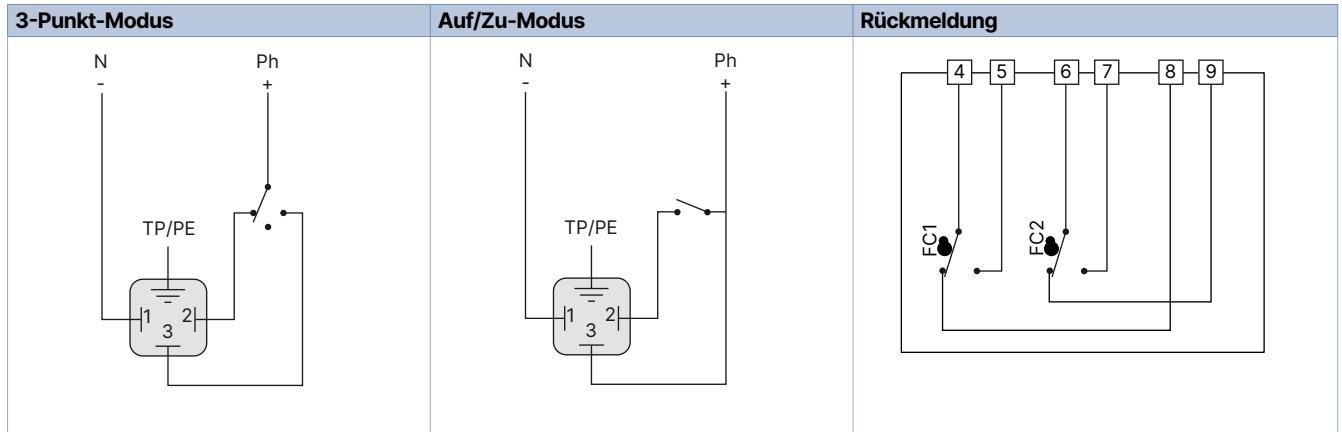 3-Punkt-Modus
Auf/Zu-Modus
Rückmeldung
N
Ph
-
+
TP/PE
1
2
3
N
Ph
-
+
TP/PE
1
2
3
4 5 6 7 8 9
FC1
FC2